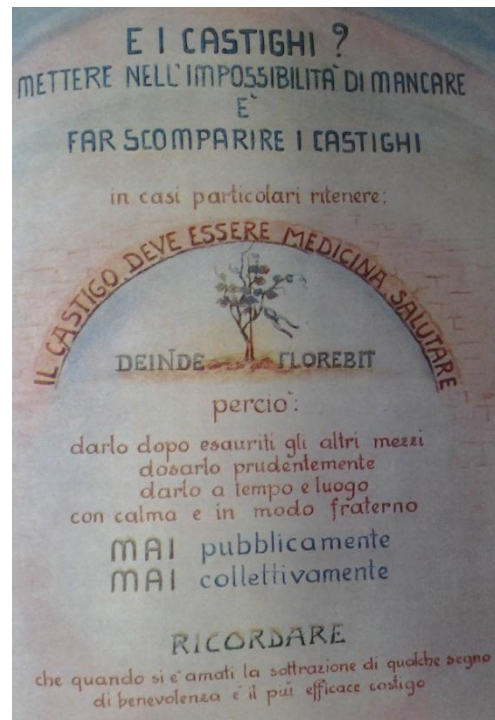 E I CASTIGHI ?
METTERE NELL'IMPOSSIBILITÀ DI MANCARE
E'
FAR SCOMPARIRE I CASTIGHI
in casi particolari ritenere:
IL CASTIGO DEVE ESSERE MEDICINA SALUTARE
DEINDE FLOREBIT
perciò:
darlo dopo esauriti gli altri mezzi
dosarlo prudentemente
darlo a tempo e luogo
con calma e in modo fraterno
MAI pubblicamente
MAI collettivamente
RICORDARE
che quando si è amati la sottrazione di qualche segno
di benevolenza è il più efficace castigo